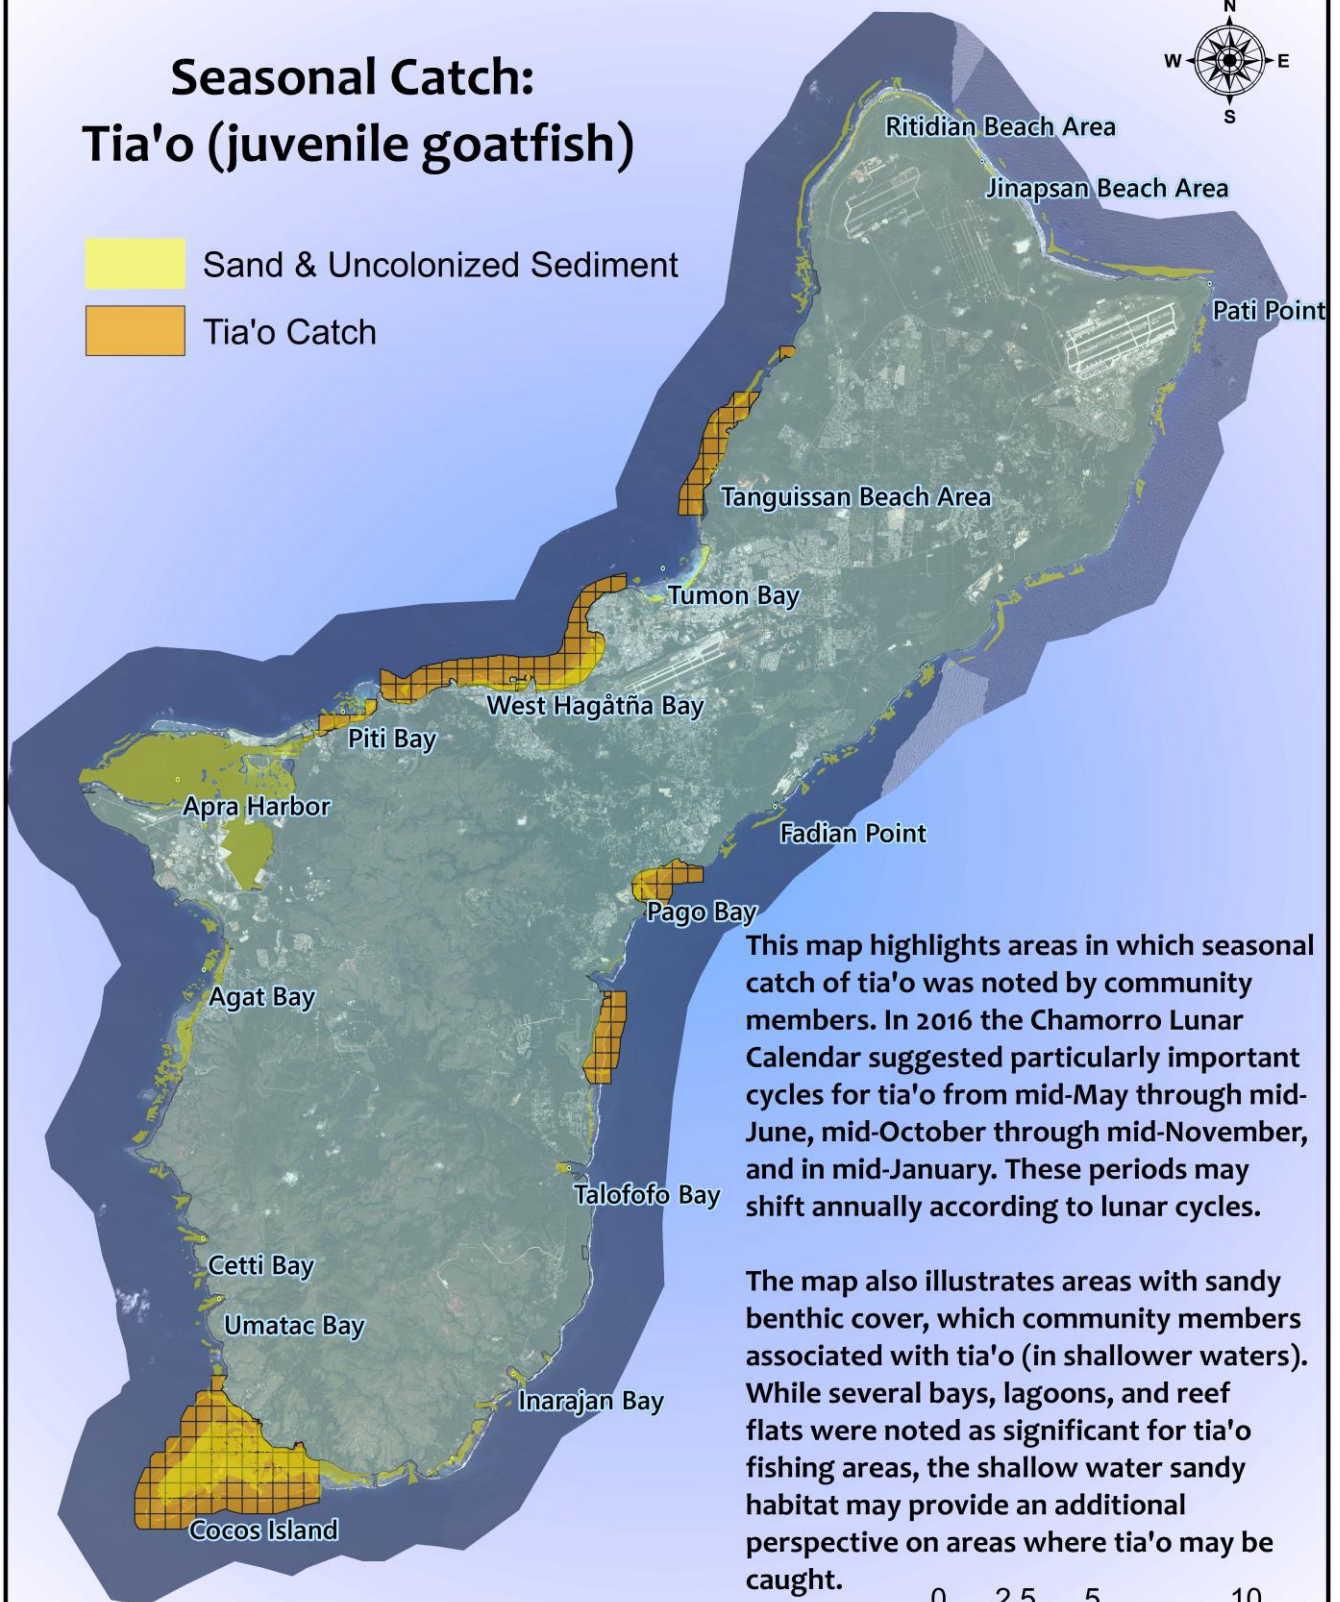 N
W E
S
Seasonal Catch:
Tia'o (juvenile goatfish)
Sand & Uncolonized Sediment
Tia'o Catch
Ritidian Beach Area
Jinapsan Beach Area
Pati Point
Tanguissan Beach Area
Tumon Bay
West Hagåtña Bay
Piti Bay
Apra Harbor
Fadian Point
Pago Bay
Agat Bay
Talofofo Bay
Cetti Bay
Umatac Bay
Inarajan Bay
Cocos Island
This map highlights areas in which seasonal
catch of tia'o was noted by community
members. In 2016 the Chamorro Lunar
Calendar suggested particularly important
cycles for tia'o from mid-May through mid-
June, mid-October through mid-November,
and in mid-January. These periods may
shift annually according to lunar cycles.
The map also illustrates areas with sandy
benthic cover, which community members
associated with tia'o (in shallower waters).
While several bays, lagoons, and reef
flats were noted as significant for tia'o
fishing areas, the shallow water sandy
habitat may provide an additional
perspective on areas where tia'o may be
caught.
0 2.5 5 10